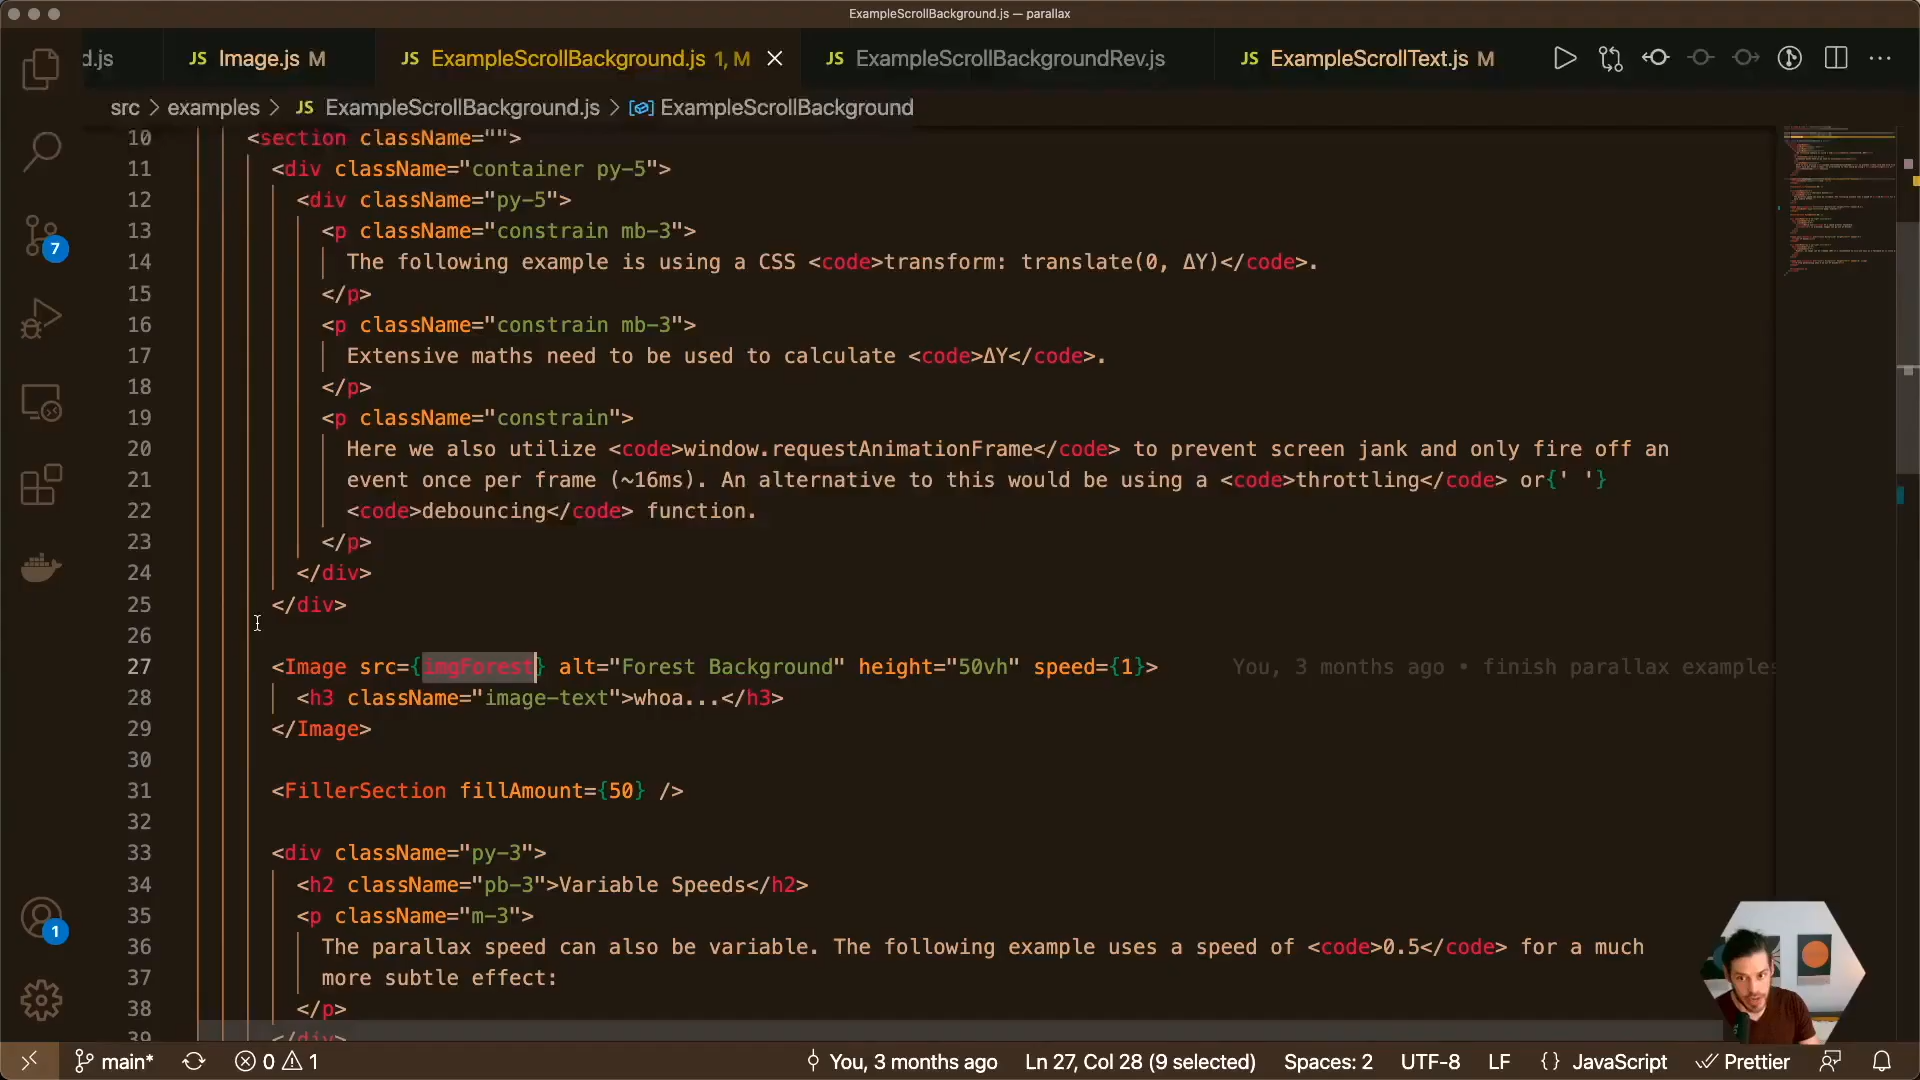 ExampleScrollBackground.js — parallax
d.js
JS Image.js M
JS ExampleScrollBackground.js 1, M
JS ExampleScrollBackgroundRev.js
JS ExampleScrollText.js M
src > examples > JS ExampleScrollBackground.js > ExampleScrollBackground
10 <section className="">
11 <div className="container py-5">
12 <div className="py-5">
13 <p className="constrain mb-3">
14 The following example is using a CSS <code>transform: translate(0, ΔY)</code>.
15 </p>
16 <p className="constrain mb-3">
17 Extensive maths need to be used to calculate <code>ΔY</code>.
18 </p>
19 <p className="constrain">
20 Here we also utilize <code>window.requestAnimationFrame</code> to prevent screen jank and only fire off an
21 event once per frame (~16ms). An alternative to this would be using a <code>throttling</code> or{' '}
22 <code>debouncing</code> function.
23 </p>
24 </div>
25 </div>
26
27 <Image src={imgForest} alt="Forest Background" height="50vh" speed={1}> You, 3 months ago • finish parallax examples
28 <h3 className="image-text">whoa...</h3>
29 </Image>
30
31 <FillerSection fillAmount={50} />
32
33 <div className="py-3">
34 <h2 className="pb-3">Variable Speeds</h2>
35 <p className="m-3">
36 The parallax speed can also be variable. The following example uses a speed of <code>0.5</code> for a much
37 more subtle effect:
38 </p>
39 </div>
7
1
main* 0 1 You, 3 months ago Ln 27, Col 28 (9 selected) Spaces: 2 UTF-8 LF {} JavaScript Prettier